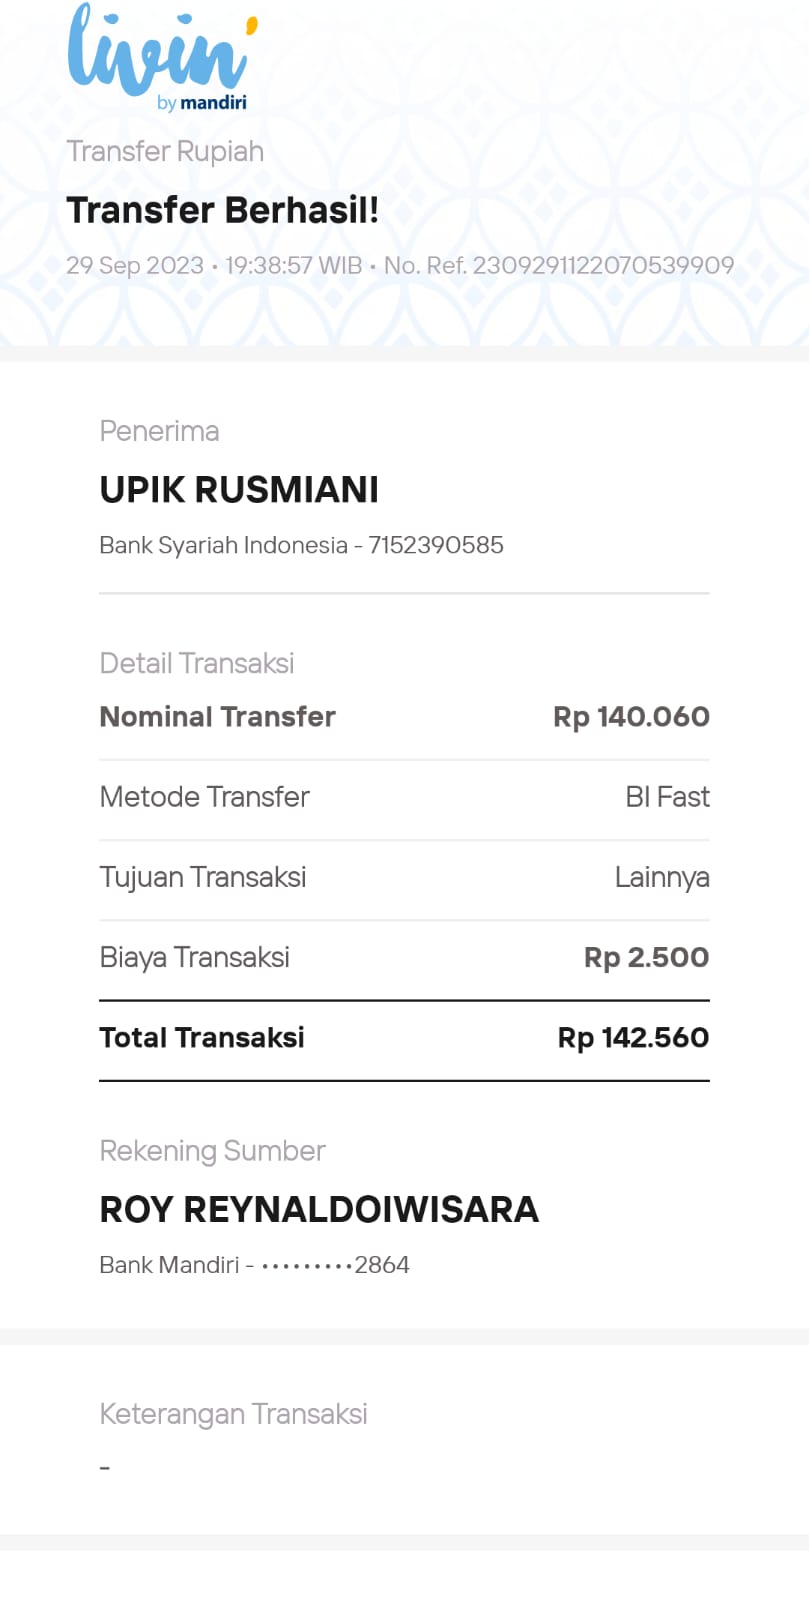 livin'
by mandiri
Transfer Rupiah
Transfer Berhasil!
29 Sep 2023 • 19:38:57 WIB • No. Ref. 2309291122070539909
Penerima
UPIK RUSMIANI
Bank Syariah Indonesia - 7152390585
Detail Transaksi
Nominal Transfer Rp 140.060
Metode Transfer BI Fast
Tujuan Transaksi Lainnya
Biaya Transaksi Rp 2.500
Total Transaksi Rp 142.560
Rekening Sumber
ROY REYNALDOIWISARA
Bank Mandiri - •••••••••2864
Keterangan Transaksi
-